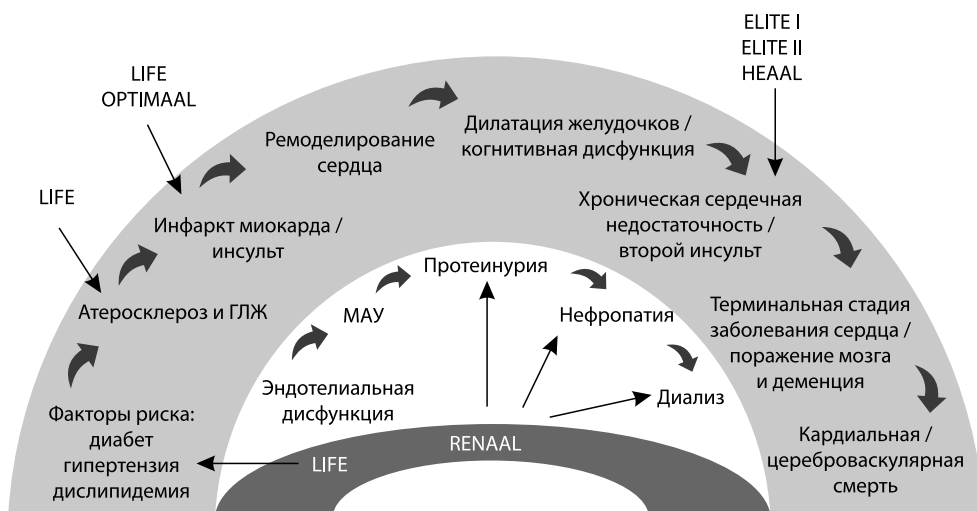 ELITE I
ELITE II
HEAAL
LIFE
OPTIMAAL
LIFE
Ремоделирование
сердца
Дилатация желудочков /
когнитивная дисфункция
Инфаркт миокарда /
инсульт
Хроническая сердечная
недостаточность /
второй инсульт
Атеросклероз и ГЛЖ
Терминальная стадия
заболевания сердца /
поражение мозга
и деменция
Факторы риска:
диабет
гипертензия
дислипидемия
Кардиальная /
цереброваскулярная
смерть
Эндотелиальная
дисфункция
МАУ
Протеинурия
Нефропатия
Диализ
RENAAL
LIFE